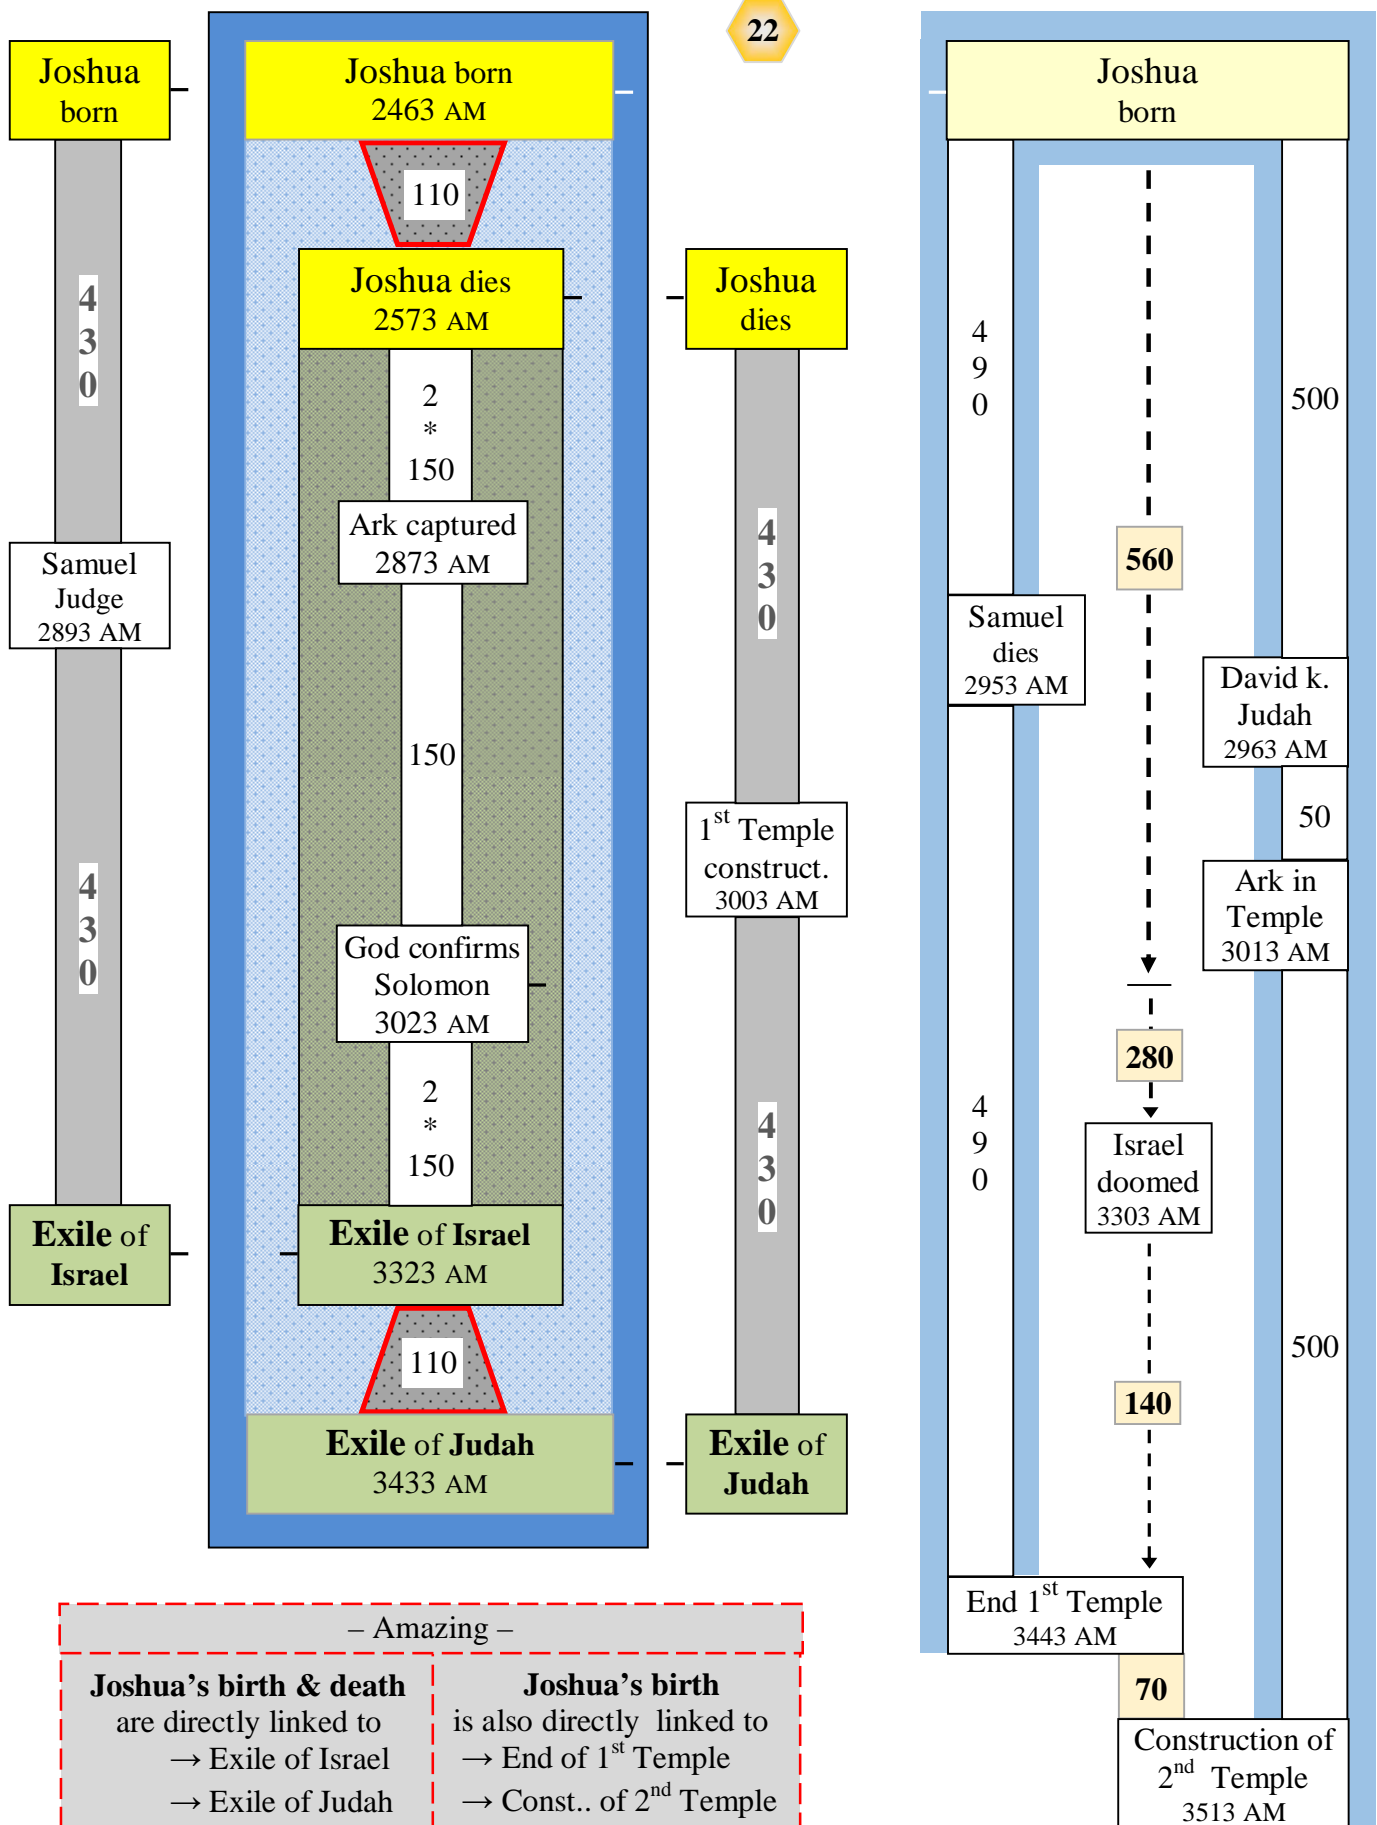 22
Joshua
born
4
3
0
Samuel
Judge
2893 AM
4
3
0
Exile of
Israel
Joshua born
2463 AM
110
Joshua dies
2573 AM
2
*
150
Ark captured
2873 AM
150
God confirms
Solomon
3023 AM
2
*
150
Exile of Israel
3323 AM
110
Exile of Judah
3433 AM
Joshua
dies
4
3
0
1st Temple
construct.
3003 AM
4
3
0
Exile of
Judah
Joshua
born
4
9
0
Samuel
dies
2953 AM
4
9
0
560
280
Israel
doomed
3303 AM
140
End 1st Temple
3443 AM
70
500
David k.
Judah
2963 AM
50
Ark in
Temple
3013 AM
500
Construction of
2nd Temple
3513 AM
– Amazing –
Joshua’s birth & death
are directly linked to
→ Exile of Israel
→ Exile of Judah
Joshua’s birth
is also directly linked to
→ End of 1st Temple
→ Const.. of 2nd Temple